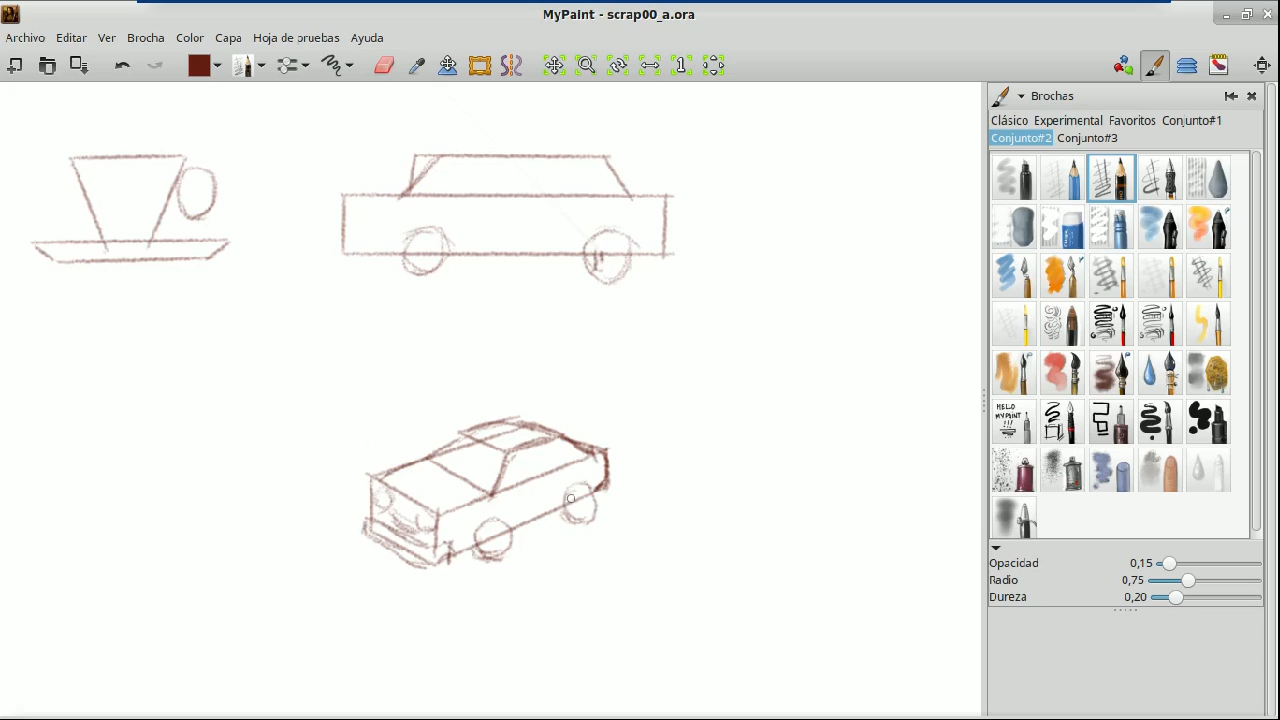 MyPaint - scrap00_a.ora
Archivo Editar Ver Brocha Color Capa Hoja de pruebas Ayuda
Brochas
Clásico Experimental Favoritos Conjunto#1
Conjunto#2 Conjunto#3
HELLO
MYPAINT
!!!
Opacidad 0,15
Radio 0,75
Dureza 0,20